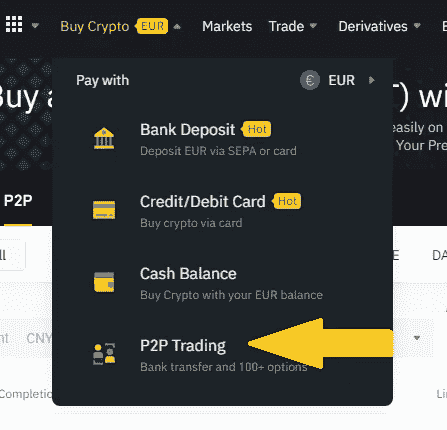 Buy Crypto EUR Markets Trade Derivatives
Pay with EUR
Buy a T) wi
Bank Deposit Hot
Deposit EUR via SEPA or card
easily on
Your Pre
P2P
Credit/Debit Card Hot
Buy crypto via card
ll E DA
Cash Balance
Buy Crypto with your EUR balance
nt CNY
P2P Trading
Bank transfer and 100+ options
Completio Li